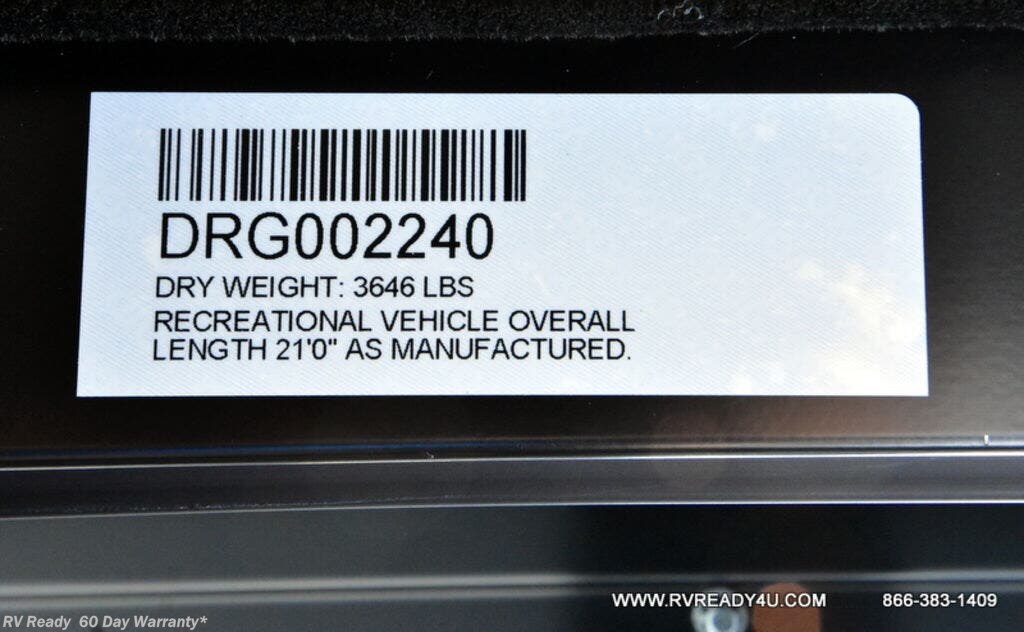 DRG002240
DRY WEIGHT: 3646 LBS
RECREATIONAL VEHICLE OVERALL
LENGTH 21'0" AS MANUFACTURED.
WWW.RVREADY4U.COM 866-383-1409
RV Ready 60 Day Warranty*